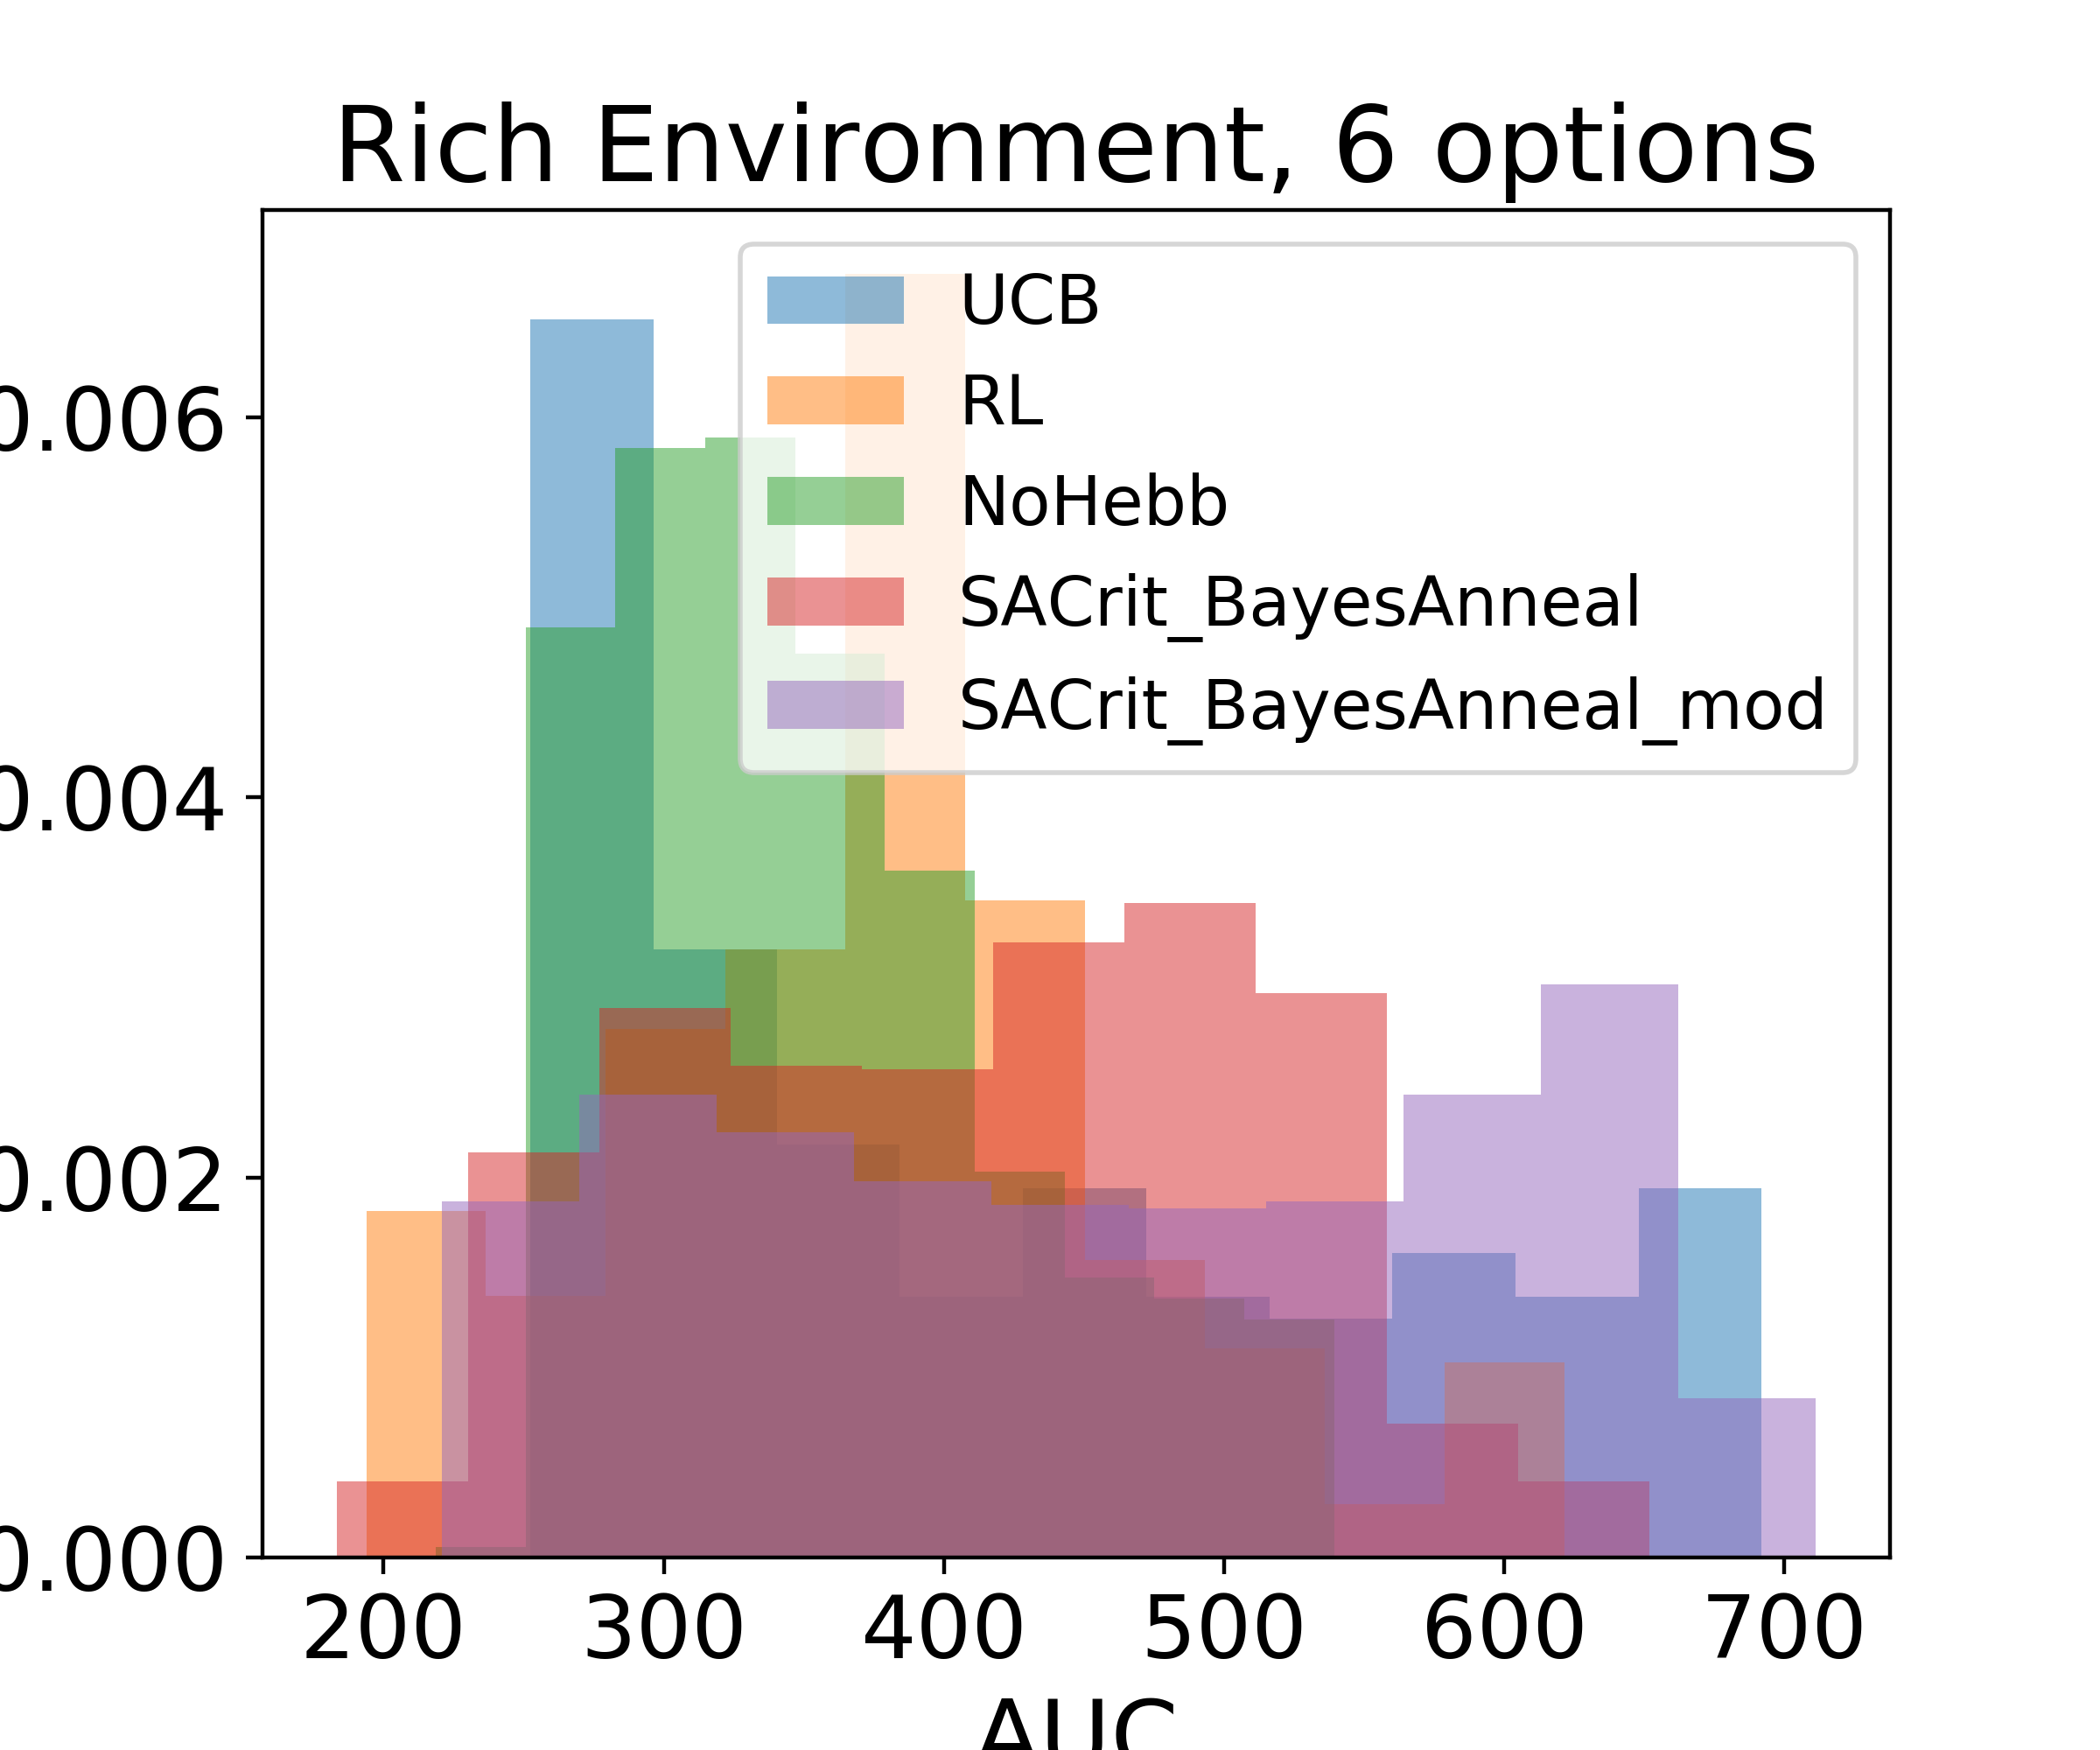 Rich Environment, 6 options
UCB
RL
NoHebb
SACrit_BayesAnneal
SACrit_BayesAnneal_mod
0.006
0.004
0.002
0.000
200 300 400 500 600 700
AUC